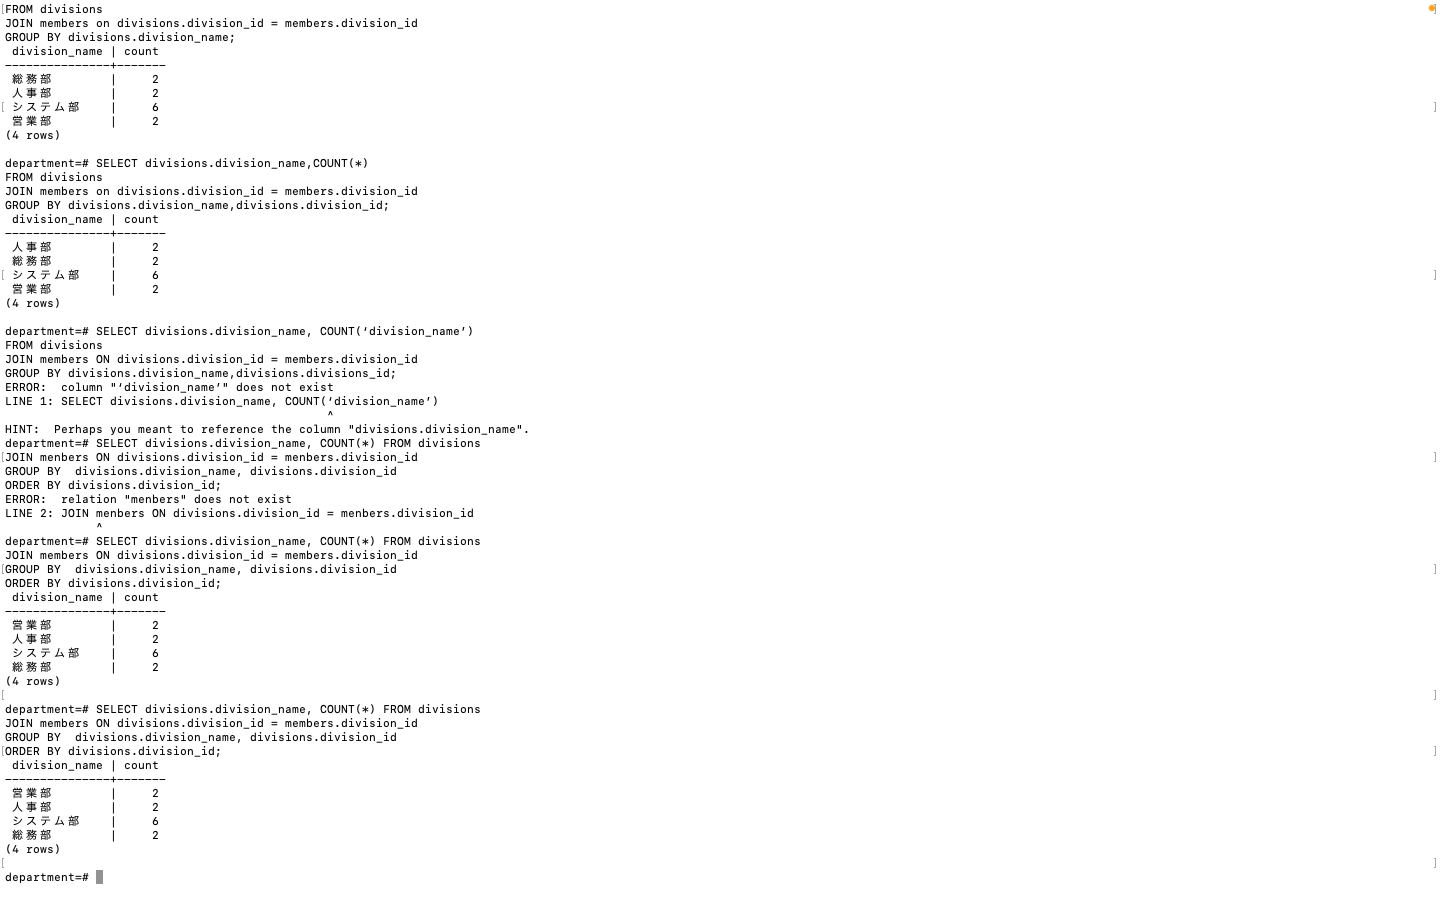 FROM divisions
JOIN members on divisions.division_id = members.division_id
GROUP BY divisions.division_name;
 division_name | count
---------------+-------
 総務部        |     2
 人事部        |     2
 システム部    |     6
 営業部        |     2
(4 rows)

department=# SELECT divisions.division_name,COUNT(*)
FROM divisions
JOIN members on divisions.division_id = members.division_id
GROUP BY divisions.division_name,divisions.division_id;
 division_name | count
---------------+-------
 人事部        |     2
 総務部        |     2
 システム部    |     6
 営業部        |     2
(4 rows)

department=# SELECT divisions.division_name, COUNT(‘division_name’)
FROM divisions
JOIN members ON divisions.division_id = members.division_id
GROUP BY divisions.division_name,divisions.divisions_id;
ERROR:  column "‘division_name’" does not exist
LINE 1: SELECT divisions.division_name, COUNT(‘division_name’)
                                              ^
HINT:  Perhaps you meant to reference the column "divisions.division_name".
department=# SELECT divisions.division_name, COUNT(*) FROM divisions
JOIN menbers ON divisions.division_id = menbers.division_id
GROUP BY  divisions.division_name, divisions.division_id
ORDER BY divisions.division_id;
ERROR:  relation "menbers" does not exist
LINE 2: JOIN menbers ON divisions.division_id = menbers.division_id
             ^
department=# SELECT divisions.division_name, COUNT(*) FROM divisions
JOIN members ON divisions.division_id = members.division_id
GROUP BY  divisions.division_name, divisions.division_id
ORDER BY divisions.division_id;
 division_name | count
---------------+-------
 営業部        |     2
 人事部        |     2
 システム部    |     6
 総務部        |     2
(4 rows)

department=# SELECT divisions.division_name, COUNT(*) FROM divisions
JOIN members ON divisions.division_id = members.division_id
GROUP BY  divisions.division_name, divisions.division_id
ORDER BY divisions.division_id;
 division_name | count
---------------+-------
 営業部        |     2
 人事部        |     2
 システム部    |     6
 総務部        |     2
(4 rows)

department=#